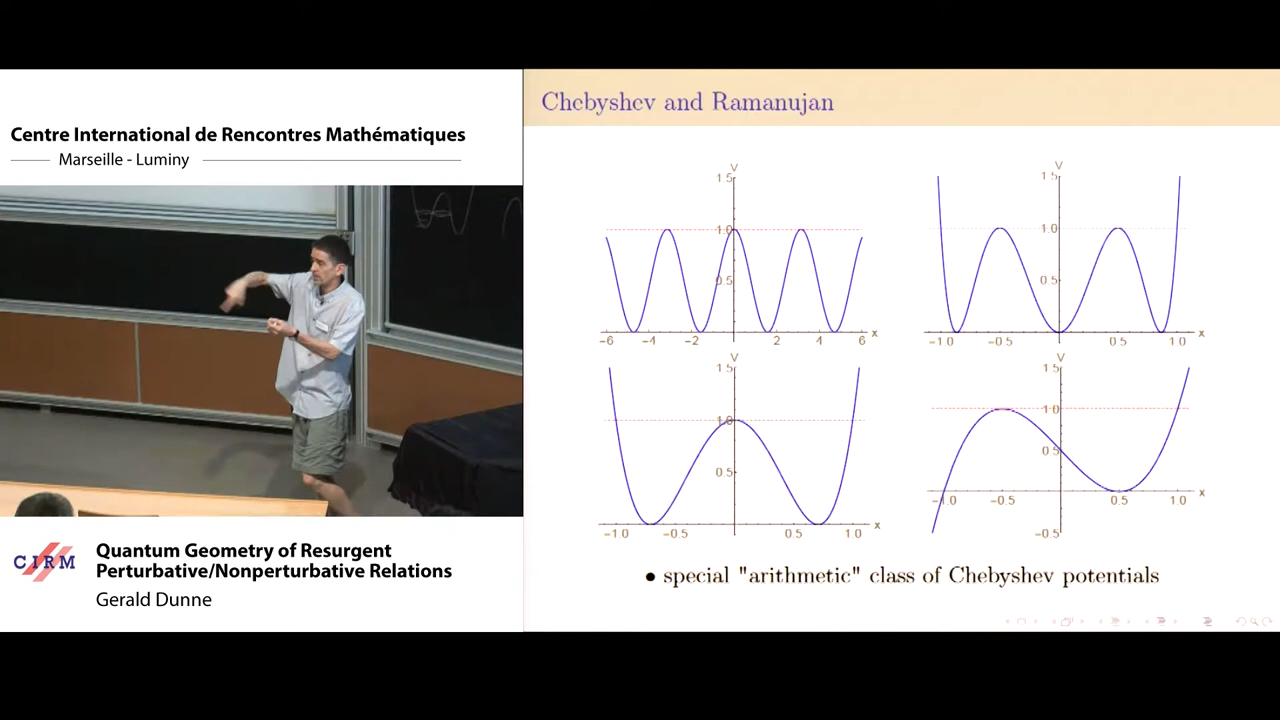 Centre International de Rencontres Mathématiques
Marseille - Luminy
CIRM
Quantum Geometry of Resurgent
Perturbative/Nonperturbative Relations
Gerald Dunne
Chebyshev and Ramanujan
V
1.5
1.0
0.5
-6 -4 -2 2 4 6 x
V
1.5
1.0
0.5
-1.0 -0.5 0.5 1.0 x
V
1.5
1.0
0.5
-1.0 -0.5 0.5 1.0 x
V
1.5
1.0
0.5
-1.0 -0.5 0.5 1.0 x
-0.5
• special "arithmetic" class of Chebyshev potentials